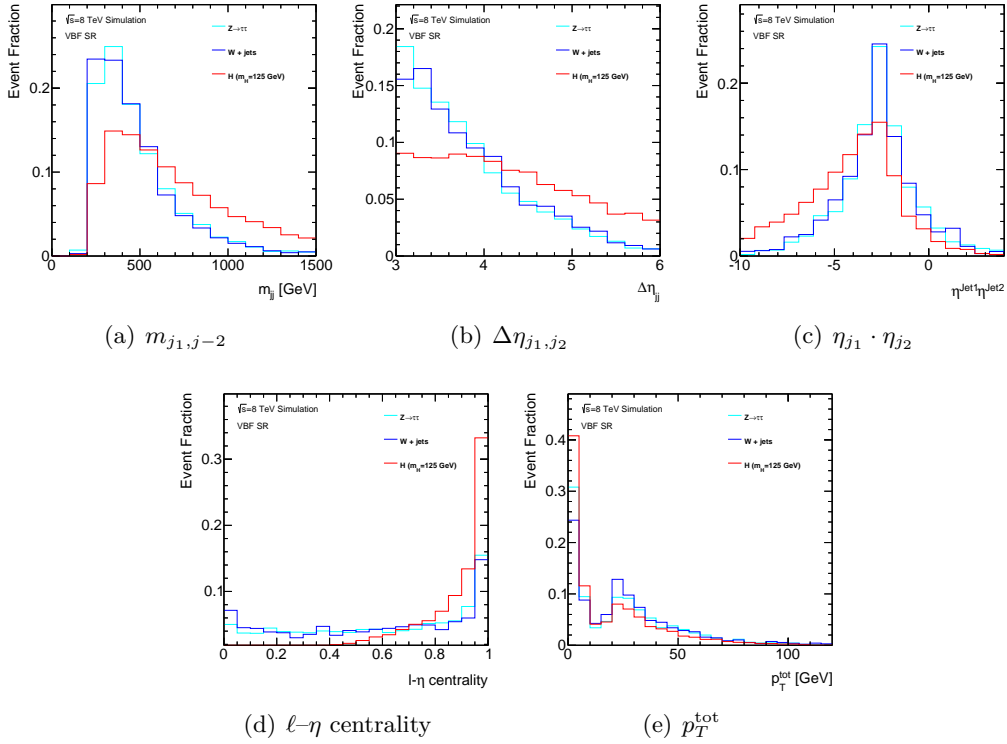 √s=8 TeV Simulation
VBF SR
Z→ττ
W + jets
H (m_H=125 GeV)
Event Fraction
0.2
0.1
0
0 500 1000 1500
m_jj [GeV]
(a) m_{j1,j−2}
√s=8 TeV Simulation
VBF SR
Z→ττ
W + jets
H (m_H=125 GeV)
Event Fraction
0.2
0.15
0.1
0.05
0
3 4 5 6
Δη_jj
(b) Δη_{j1,j2}
√s=8 TeV Simulation
VBF SR
Z→ττ
W + jets
H (m_H=125 GeV)
Event Fraction
0.2
0.1
0
-10 -5 0
η^Jet1 η^Jet2
(c) η_{j1} · η_{j2}
√s=8 TeV Simulation
VBF SR
Z→ττ
W + jets
H (m_H=125 GeV)
Event Fraction
0.3
0.2
0.1
0 0.2 0.4 0.6 0.8 1
l-η centrality
(d) ℓ–η centrality
√s=8 TeV Simulation
VBF SR
Z→ττ
W + jets
H (m_H=125 GeV)
Event Fraction
0.4
0.3
0.2
0.1
0
0 50 100
p_T^tot [GeV]
(e) p_T^tot